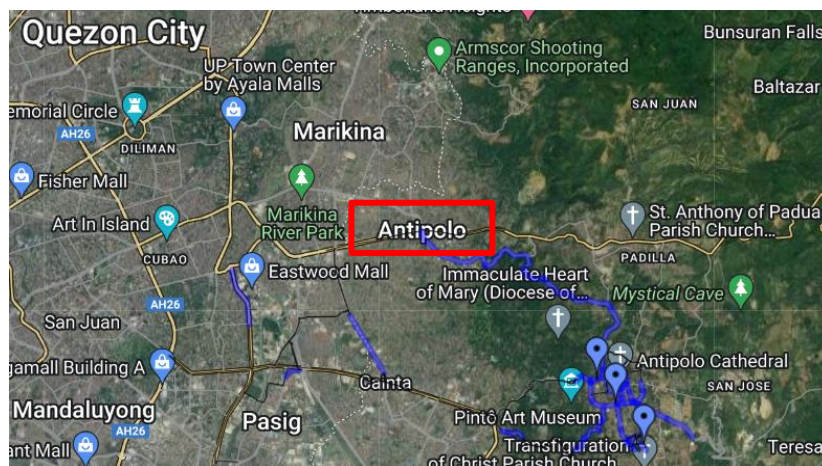 Timberland Heights
Quezon City
Bunsuran Falls
Armscor Shooting
Ranges, Incorporated
UP Town Center
by Ayala Malls
Baltazar
SAN JUAN
emorial Circle
AH26
Marikina
DILIMAN
Fisher Mall
Art In Island
Marikina
River Park
Antipolo
St. Anthony of Padua
Parish Church...
CUBAO
PADILLA
Eastwood Mall
Immaculate Heart
of Mary (Diocese of...
Mystical Cave
AH26
San Juan
gamall Building A
Antipolo Cathedral
Cainta
SAN JOSE
Mandaluyong
Pasig
Pintô Art Museum
AH26
ant Mall
Transfiguration
of Christ Parish Church
Teresa